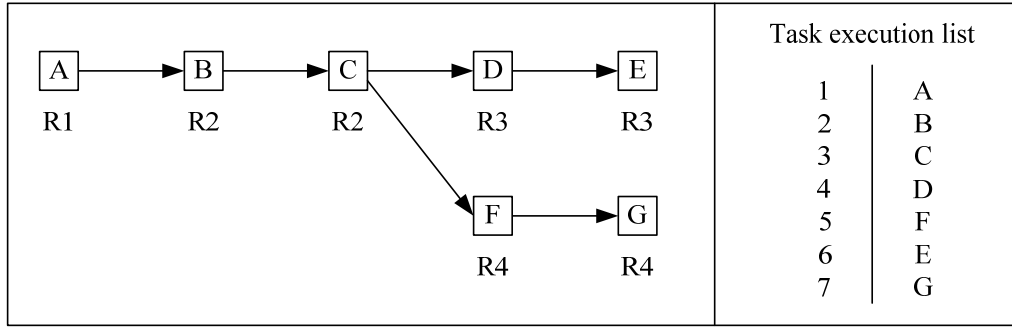 A B C D E
R1 R2 R2 R3 R3
F G
R4 R4
Task execution list
1 A
2 B
3 C
4 D
5 F
6 E
7 G